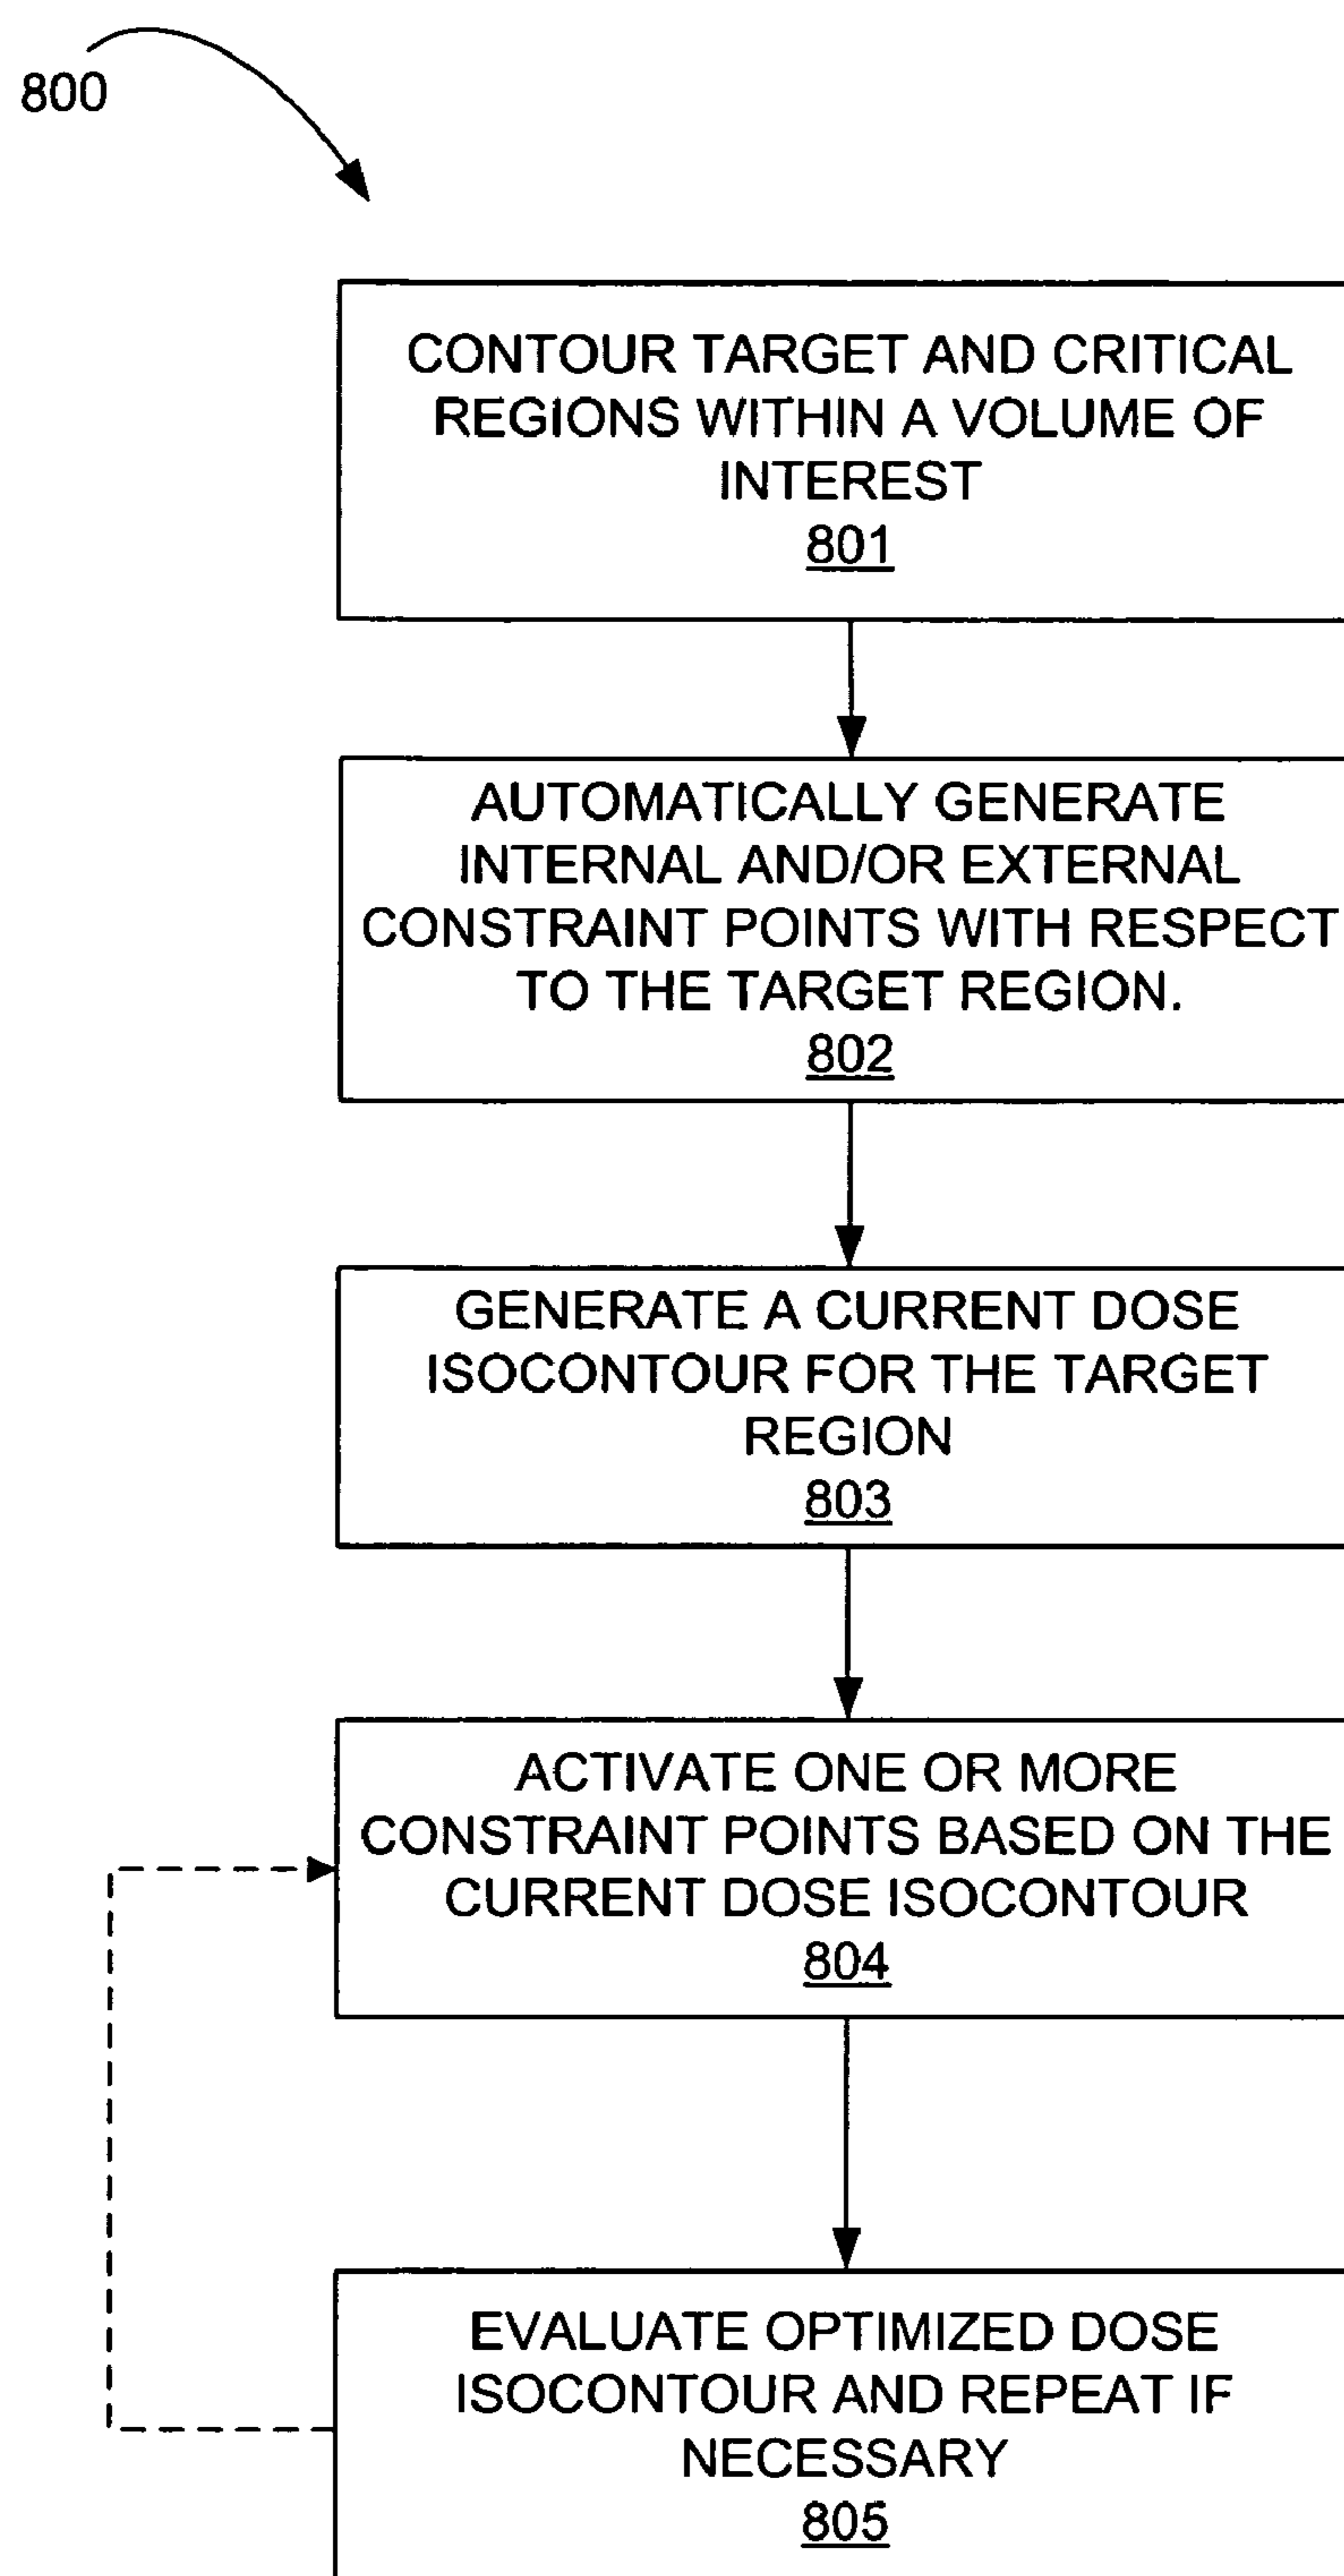 800
CONTOUR TARGET AND CRITICAL
REGIONS WITHIN A VOLUME OF
INTEREST
801
AUTOMATICALLY GENERATE
INTERNAL AND/OR EXTERNAL
CONSTRAINT POINTS WITH RESPECT
TO THE TARGET REGION.
802
GENERATE A CURRENT DOSE
ISOCONTOUR FOR THE TARGET
REGION
803
ACTIVATE ONE OR MORE
CONSTRAINT POINTS BASED ON THE
CURRENT DOSE ISOCONTOUR
804
EVALUATE OPTIMIZED DOSE
ISOCONTOUR AND REPEAT IF
NECESSARY
805